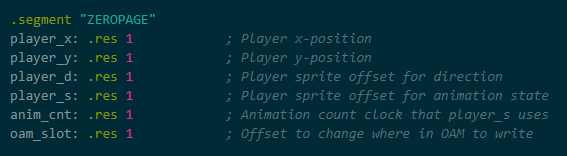 .segment "ZEROPAGE"
player_x: .res 1 ; Player x-position
player_y: .res 1 ; Player y-position
player_d: .res 1 ; Player sprite offset for direction
player_s: .res 1 ; Player sprite offset for animation state
anim_cnt: .res 1 ; Animation count clock that player_s uses
oam_slot: .res 1 ; Offset to change where in OAM to write